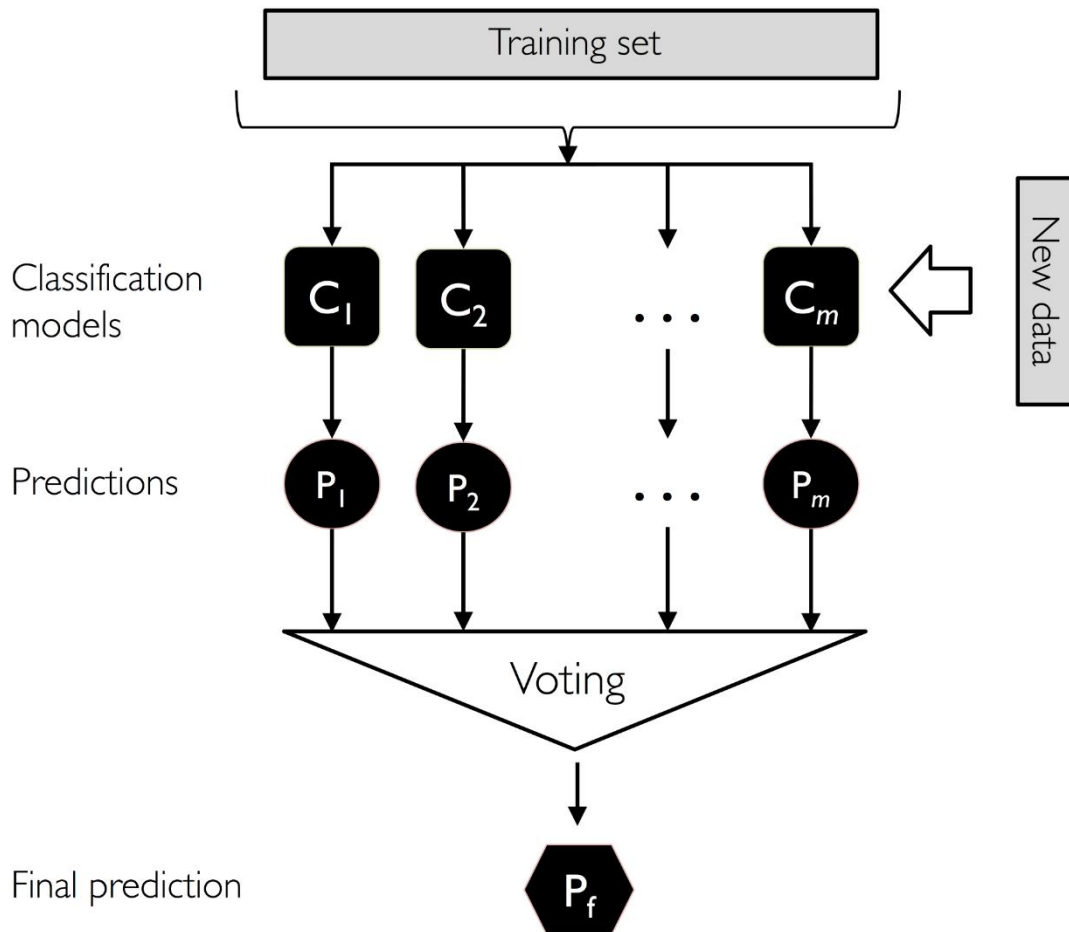 Training set
New data
Classification
models
C1 C2 . . . Cm
Predictions
P1 P2 . . . Pm
Voting
Final prediction
Pf